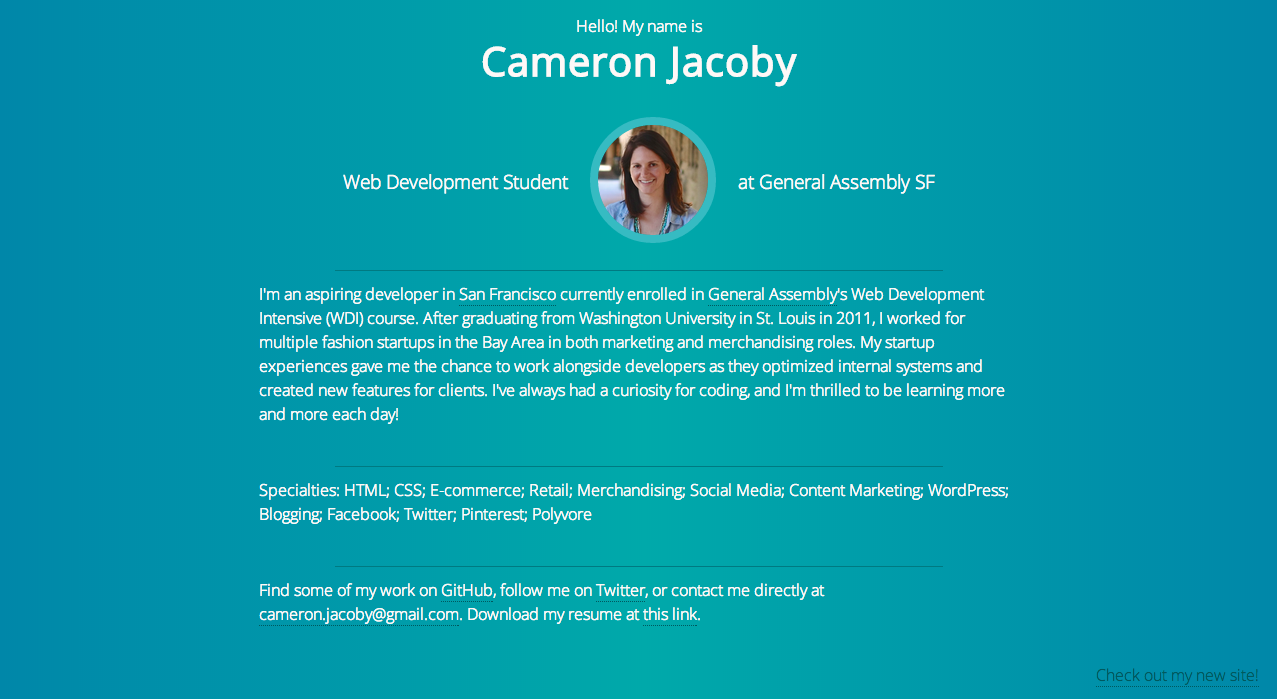 Hello! My name is
Cameron Jacoby
Web Development Student
at General Assembly SF
I'm an aspiring developer in San Francisco currently enrolled in General Assembly's Web Development
Intensive (WDI) course. After graduating from Washington University in St. Louis in 2011, I worked for
multiple fashion startups in the Bay Area in both marketing and merchandising roles. My startup
experiences gave me the chance to work alongside developers as they optimized internal systems and
created new features for clients. I've always had a curiosity for coding, and I'm thrilled to be learning more
and more each day!
Specialties: HTML; CSS; E-commerce; Retail; Merchandising; Social Media; Content Marketing; WordPress;
Blogging; Facebook; Twitter; Pinterest; Polyvore
Find some of my work on GitHub, follow me on Twitter, or contact me directly at
cameron.jacoby@gmail.com. Download my resume at this link.
Check out my new site!